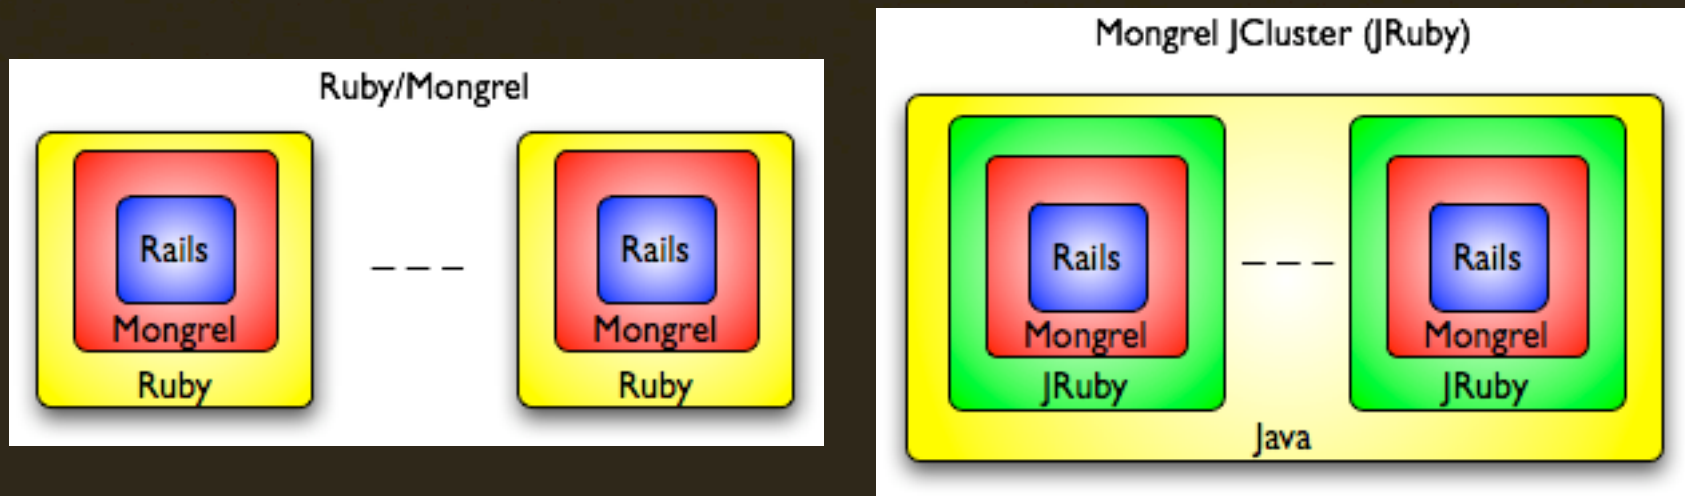 Ruby/Mongrel
Rails
Mongrel
Ruby
Rails
Mongrel
Ruby
Mongrel JCluster (JRuby)
Rails
Mongrel
JRuby
Rails
Mongrel
JRuby
Java